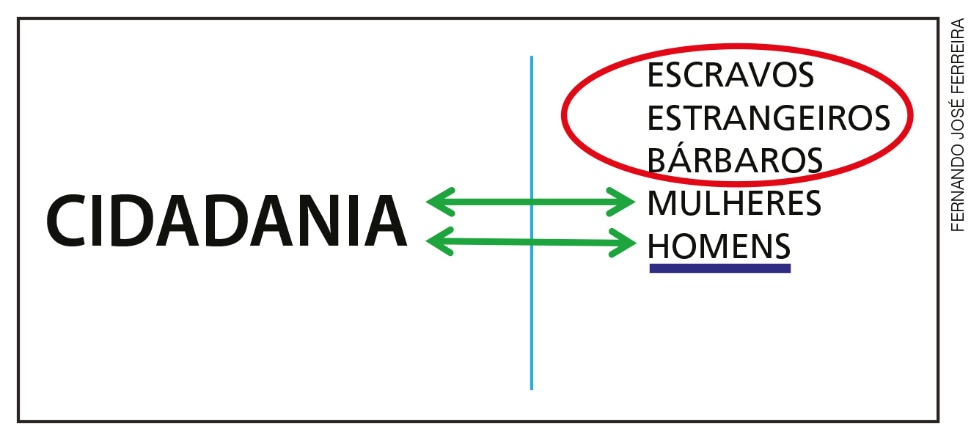 ESCRAVOS
ESTRANGEIROS
BÁRBAROS
CIDADANIA
MULHERES
HOMENS
FERNANDO JOSÉ FERREIRA